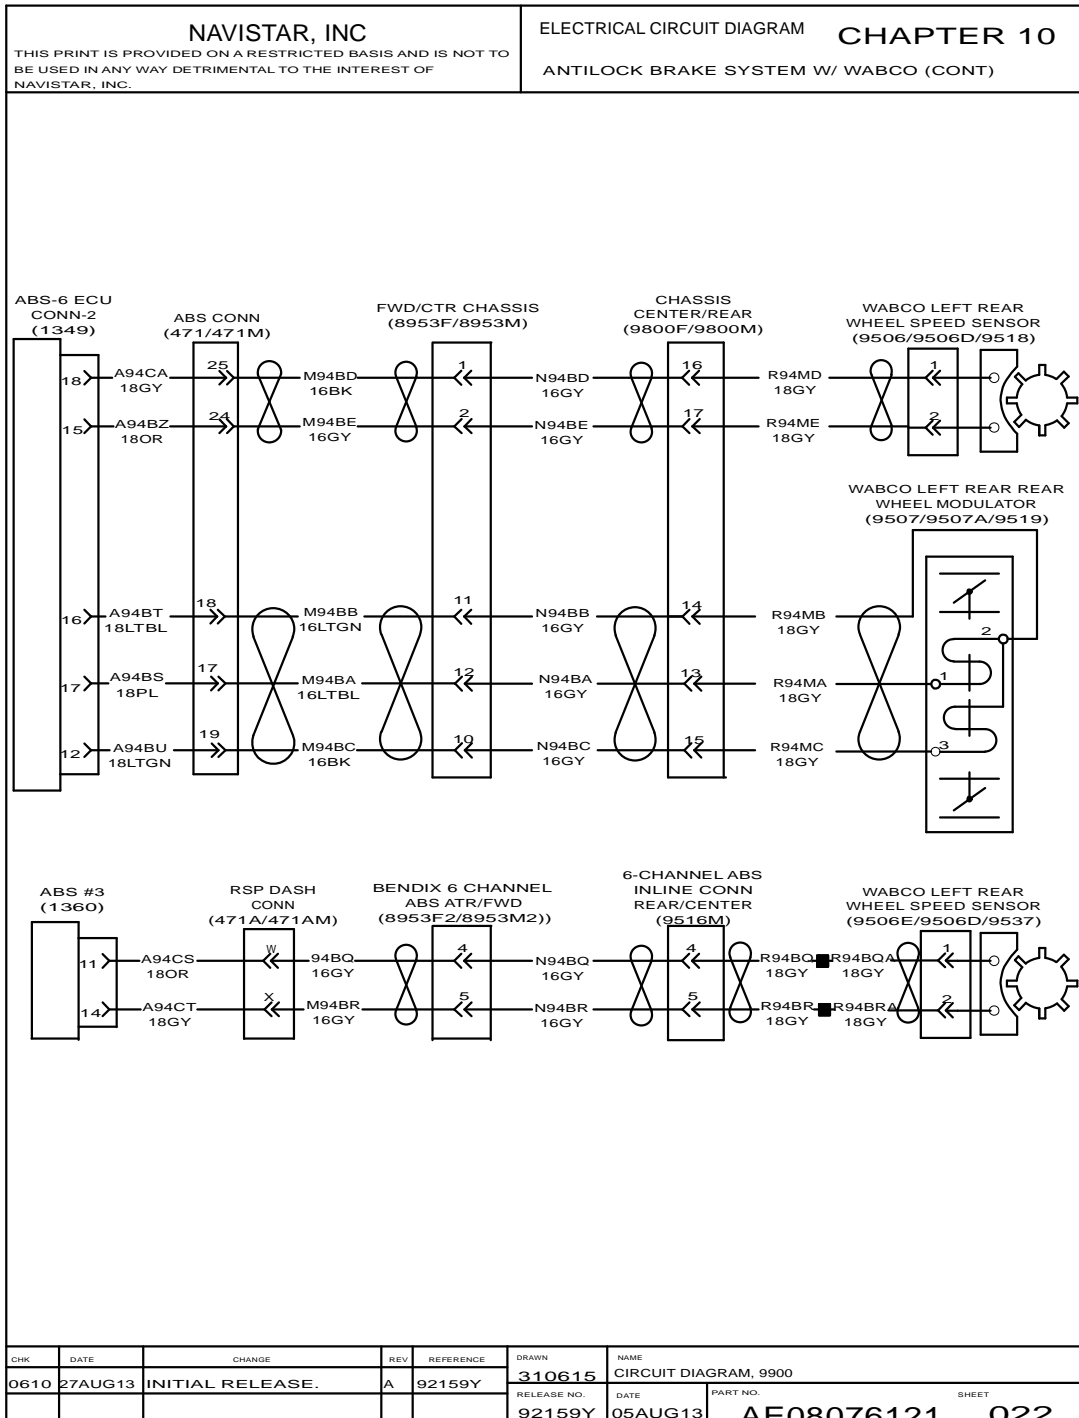 NAVISTAR, INC
THIS PRINT IS PROVIDED ON A RESTRICTED BASIS AND IS NOT TO
BE USED IN ANY WAY DETRIMENTAL TO THE INTEREST OF
NAVISTAR, INC.
ELECTRICAL CIRCUIT DIAGRAM
CHAPTER 10
ANTILOCK BRAKE SYSTEM W/ WABCO (CONT)
ABS-6 ECU
CONN-2
(1349)
ABS CONN
(471/471M)
FWD/CTR CHASSIS
(8953F/8953M)
CHASSIS
CENTER/REAR
(9800F/9800M)
WABCO LEFT REAR
WHEEL SPEED SENSOR
(9506/9506D/9518)
18 A94CA 25 M94BD 1 N94BD 16 R94MD 1
18GY 16BK 16GY 18GY
15 A94BZ 24 M94BE 2 N94BE 17 R94ME 2
18OR 16GY 16GY 18GY
WABCO LEFT REAR REAR
WHEEL MODULATOR
(9507/9507A/9519)
16 A94BT 18 M94BB 11 N94BB 14 R94MB 2
18LTBL 16LTGN 16GY 18GY
17 A94BS 17 M94BA 12 N94BA 13 R94MA 1
18PL 16LTBL 16GY 18GY
12 A94BU 19 M94BC 10 N94BC 15 R94MC 3
18LTGN 16BK 16GY 18GY
ABS #3
(1360)
RSP DASH
CONN
(471A/471AM)
BENDIX 6 CHANNEL
ABS ATR/FWD
(8953F2/8953M2))
6-CHANNEL ABS
INLINE CONN
REAR/CENTER
(9516M)
WABCO LEFT REAR
WHEEL SPEED SENSOR
(9506E/9506D/9537)
11 A94CS W 94BQ 4 N94BQ 4 R94BQ R94BQA 1
18OR 16GY 16GY 18GY 18GY
14 A94CT X M94BR 5 N94BR 5 R94BR R94BRA 2
18GY 16GY 16GY 18GY 18GY
CHK DATE CHANGE REV REFERENCE
0610 27AUG13 INITIAL RELEASE. A 92159Y
DRAWN
310615
NAME
CIRCUIT DIAGRAM, 9900
RELEASE NO.
92159Y
DATE
05AUG13
PART NO.
AE08076121
SHEET
022